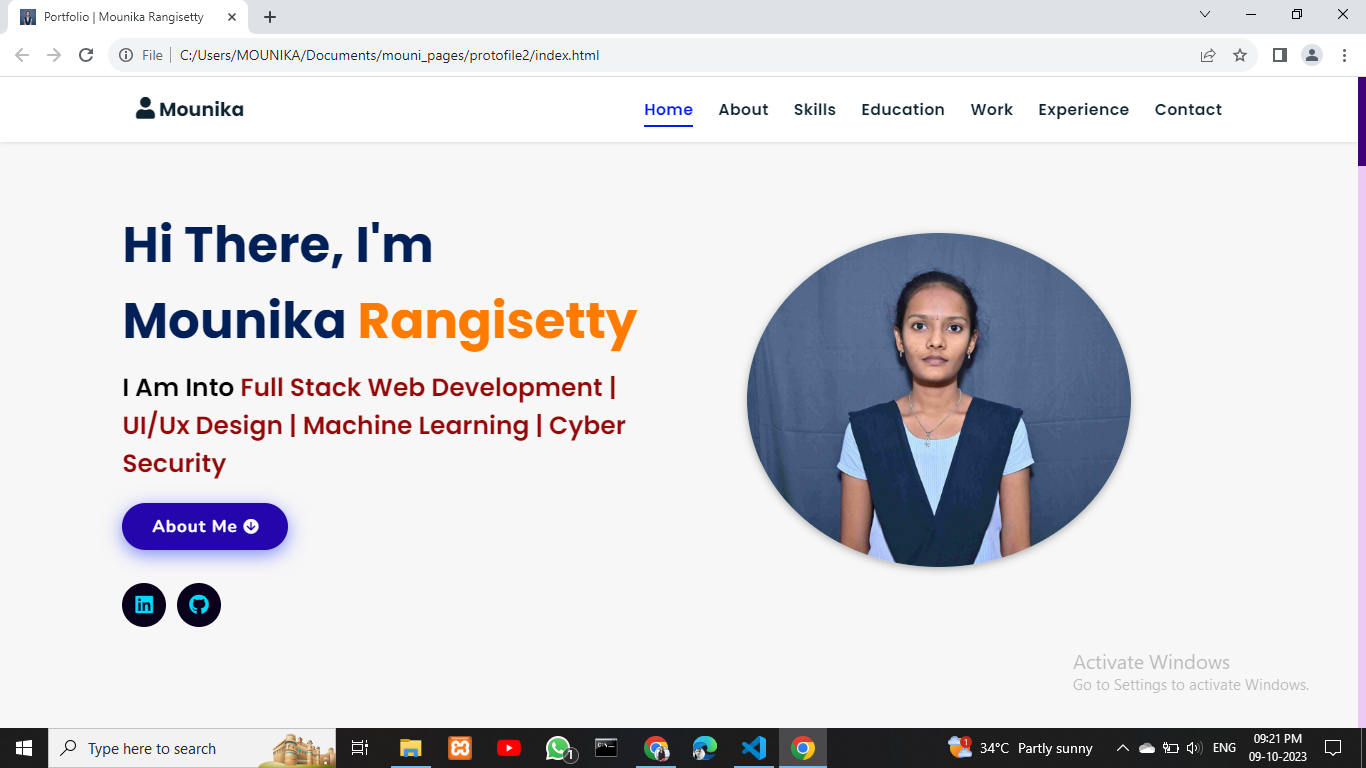 Portfolio | Mounika Rangisetty
File
C:/Users/MOUNIKA/Documents/mouni_pages/protofile2/index.html
Mounika
Home About Skills Education Work Experience Contact
Hi There, I'm
Mounika Rangisetty
I Am Into Full Stack Web Development |
UI/Ux Design | Machine Learning | Cyber
Security
About Me
in
Activate Windows
Go to Settings to activate Windows.
Type here to search
1
1
34°C Partly sunny
ENG
09:21 PM
09-10-2023